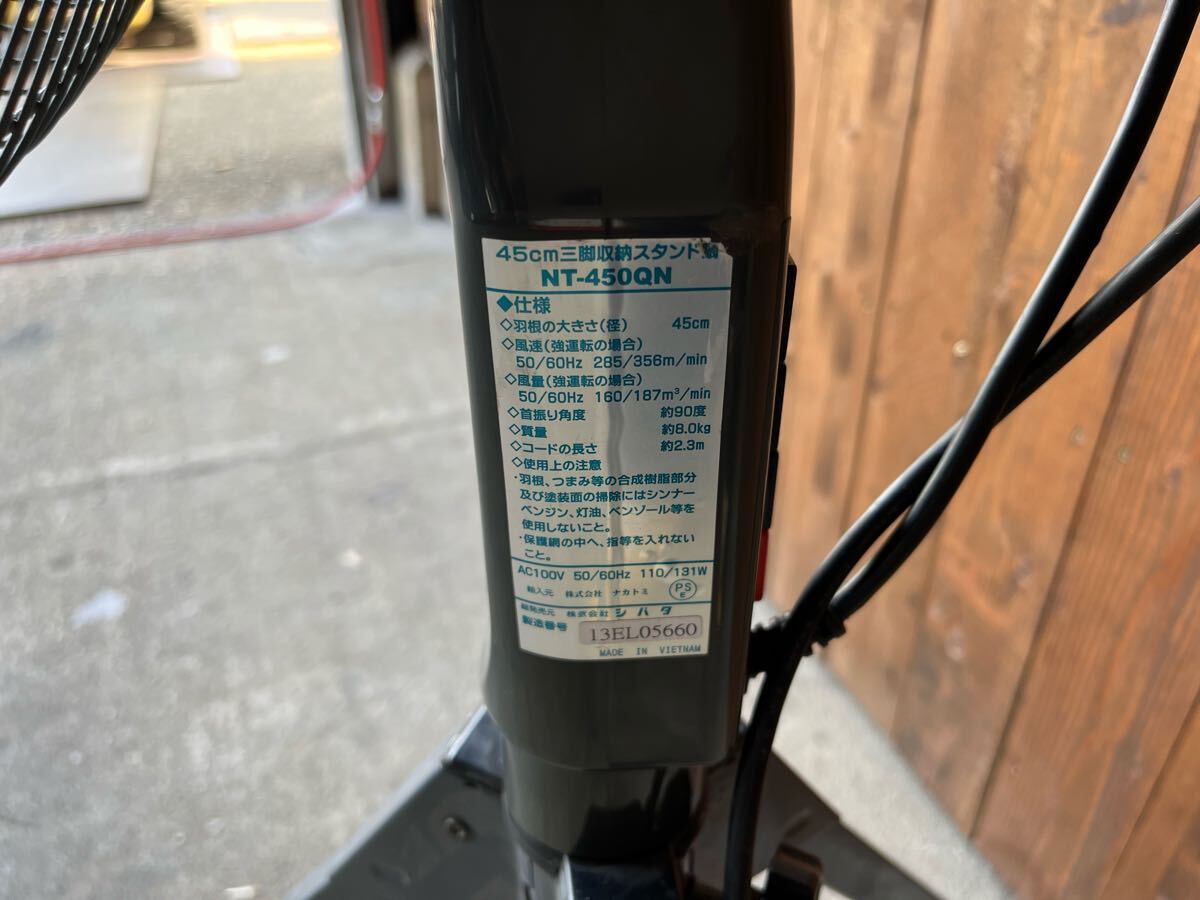 45cm三脚収納スタンド扇
NT-450QN
◆仕様
◇羽根の大きさ(径) 45cm
◇風速(強運転の場合)
50/60Hz 285/356m/min
◇風量(強運転の場合)
50/60Hz 160/187m³/min
◇首振り角度 約90度
◇質量 約8.0kg
◇コードの長さ 約2.3m
◇使用上の注意
・羽根、つまみ等の合成樹脂部分
及び塗装面の掃除にはシンナー
ベンジン、灯油、ベンゾール等を
使用しないこと。
・保護網の中へ、指等を入れない
こと。
AC100V 50/60Hz 110/131W
輸入元 株式会社 ナカトミ PS E
総発売元 株式会社 シバタ
製造番号 13EL05660
MADE IN VIETNAM